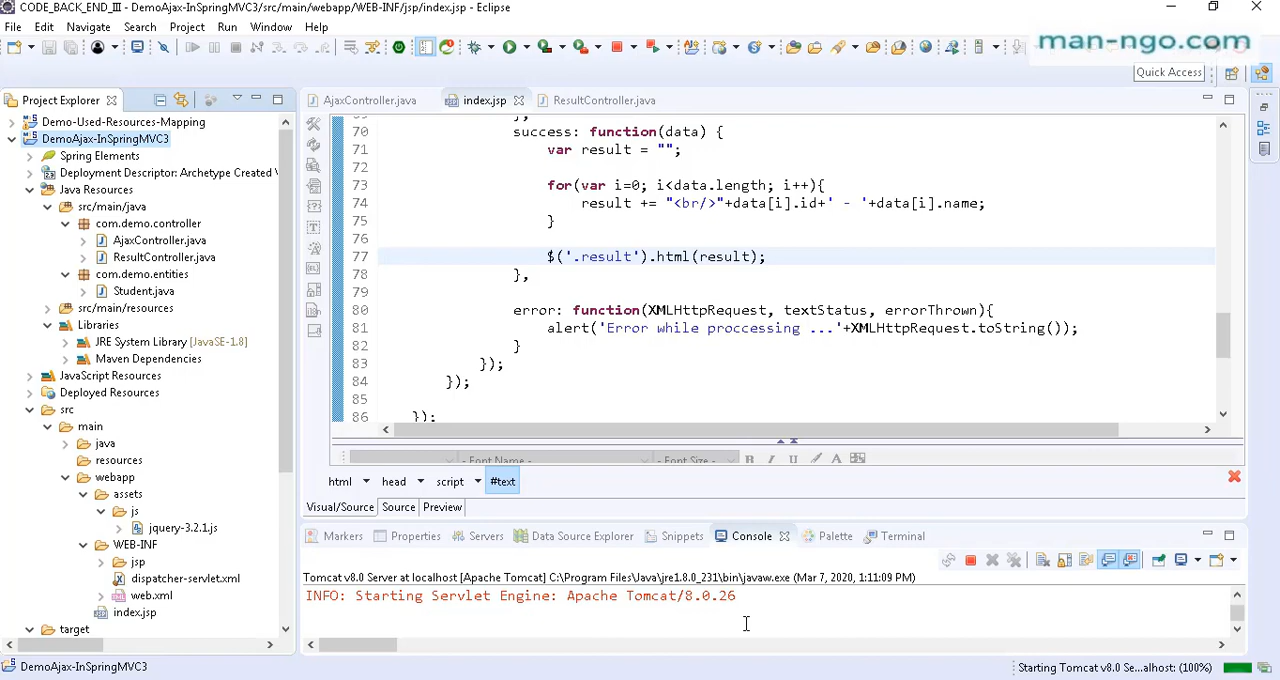 CODE_BACK_END_III - DemoAjax-InSpringMVC3/src/main/webapp/WEB-INF/jsp/index.jsp - Eclipse
File Edit Navigate Search Project Run Window Help
man-ngo.com
Quick Access
Project Explorer
AjaxController.java index.jsp ResultController.java
Demo-Used-Resources-Mapping
DemoAjax-InSpringMVC3
Spring Elements
Deployment Descriptor: Archetype Created
Java Resources
src/main/java
com.demo.controller
AjaxController.java
ResultController.java
com.demo.entities
Student.java
src/main/resources
Libraries
JRE System Library [JavaSE-1.8]
Maven Dependencies
JavaScript Resources
Deployed Resources
src
main
java
resources
webapp
assets
js
jquery-3.2.1.js
WEB-INF
jsp
dispatcher-servlet.xml
web.xml
index.jsp
target
70 success: function(data) {
71 var result = "";
72
73 for(var i=0; i<data.length; i++){
74 result += "<br/>"+data[i].id+' - '+data[i].name;
75 }
76
77 $('.result').html(result);
78 },
79
80 error: function(XMLHttpRequest, textStatus, errorThrown){
81 alert('Error while proccessing ...'+XMLHttpRequest.toString());
82 }
83 });
84 });
85
86 });
- Font Name - - Font Size - B I U A
html head script #text
Visual/Source Source Preview
Markers Properties Servers Data Source Explorer Snippets Console Palette Terminal
Tomcat v8.0 Server at localhost [Apache Tomcat] C:\Program Files\Java\jre1.8.0_231\bin\javaw.exe (Mar 7, 2020, 1:11:09 PM)
INFO: Starting Servlet Engine: Apache Tomcat/8.0.26
DemoAjax-InSpringMVC3
Starting Tomcat v8.0 Se...alhost: (100%)